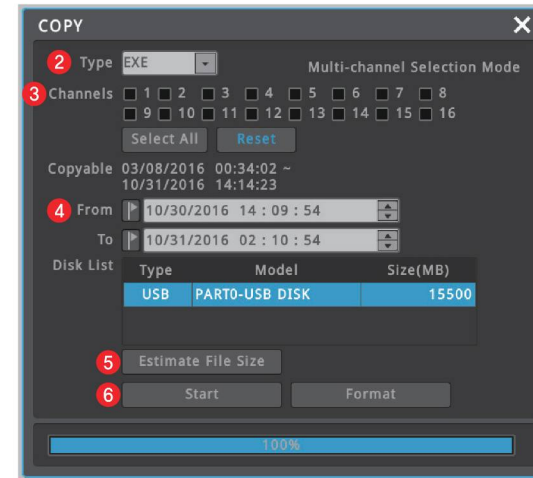 COPY
2 Type EXE Multi-channel Selection Mode
3 Channels 1 2 3 4 5 6 7 8
9 10 11 12 13 14 15 16
Select All Reset
Copyable 03/08/2016 00:34:02 ~
10/31/2016 14:14:23
4 From 10/30/2016 14 : 09 : 54
To 10/31/2016 02 : 10 : 54
Disk List Type Model Size(MB)
USB PART0-USB DISK 15500
5 Estimate File Size
6 Start Format
100%